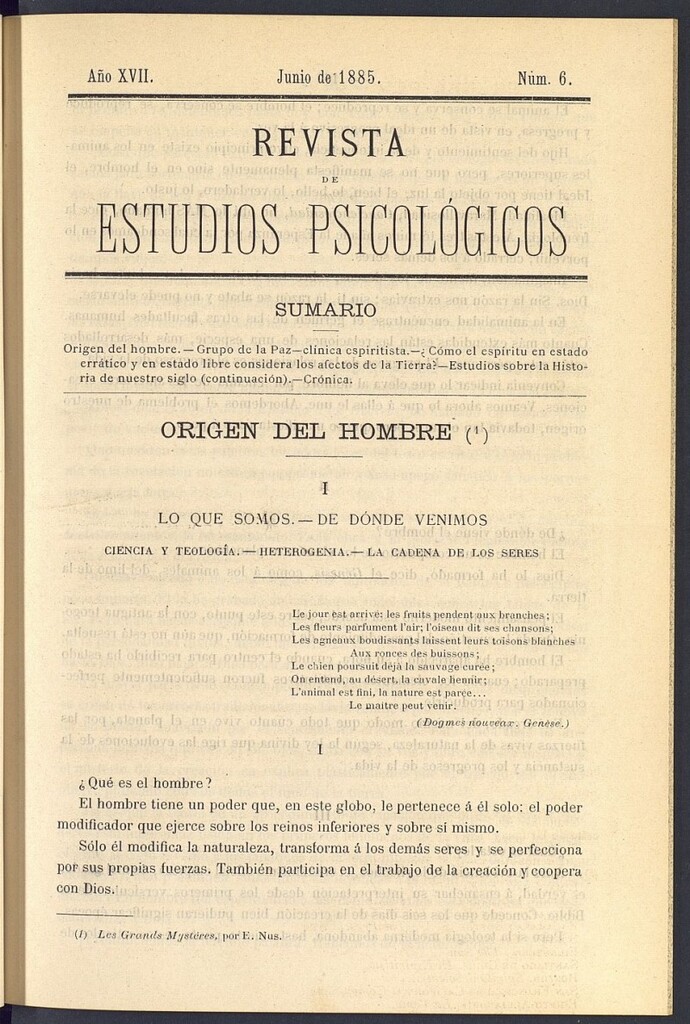 Año XVII.
Junio de 1885.
Núm. 6.
REVISTA
DE
ESTUDIOS PSICOLÓGICOS
SUMARIO
Origen del hombre.—Grupo de la Paz—clínica espiritista.—¿Cómo el espíritu en estado
errático y en estado libre considera los afectos de la Tierra?—Estudios sobre la Histo-
ria de nuestro siglo (continuación).—Crónica.
ORIGEN DEL HOMBRE (1)
I
LO QUE SOMOS.—DE DÓNDE VENIMOS
CIENCIA Y TEOLOGÍA.—HETEROGENIA.—LA CADENA DE LOS SERES
Le jour est arrivé; les fruits pendent aux branches;
Les fleurs parfument l'air; l'oiseau dit ses chansons;
Les agneaux boudissants laissent leurs toisons blanches
Aux ronces des buissons;
Le chien poursuit déjà la sauvage curée;
On entend, au désert, la cavale hennir;
L'animal est fini, la nature est parée...
Le maitre peut venir.
(Dogmes nouveaux. Genèse.)
I
¿Qué es el hombre?
El hombre tiene un poder que, en este globo, le pertenece á él solo: el poder
modificador que ejerce sobre los reinos inferiores y sobre sí mismo.
Sólo él modifica la naturaleza, transforma á los demás seres y se perfecciona
por sus propias fuerzas. También participa en el trabajo de la creación y coopera
con Dios.
(1) Les Grands Mystères, por E. Nus.